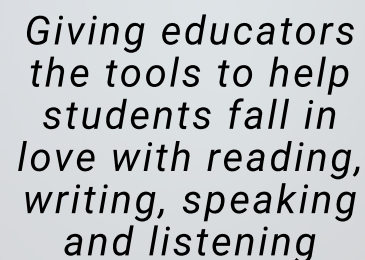 Giving educators
the tools to help
students fall in
love with reading,
writing, speaking
and listening